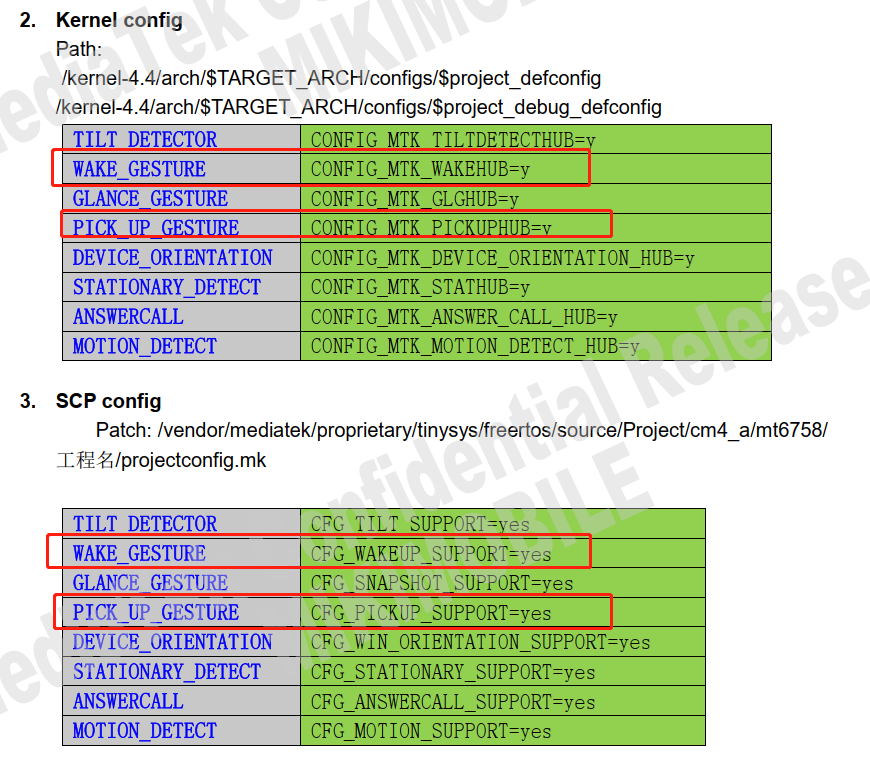 2. Kernel config
Path:
/kernel-4.4/arch/$TARGET_ARCH/configs/$project_defconfig
/kernel-4.4/arch/$TARGET_ARCH/configs/$project_debug_defconfig
TILT_DETECTOR CONFIG_MTK_TILTDETECTHUB=y
WAKE_GESTURE CONFIG_MTK_WAKEHUB=y
GLANCE_GESTURE CONFIG_MTK_GLGHUB=y
PICK_UP_GESTURE CONFIG_MTK_PICKUPHUB=y
DEVICE_ORIENTATION CONFIG_MTK_DEVICE_ORIENTATION_HUB=y
STATIONARY_DETECT CONFIG_MTK_STATHUB=y
ANSWERCALL CONFIG_MTK_ANSWER_CALL_HUB=y
MOTION_DETECT CONFIG_MTK_MOTION_DETECT_HUB=y
3. SCP config
Patch: /vendor/mediatek/proprietary/tinysys/freertos/source/Project/cm4_a/mt6758/
工程名/projectconfig.mk
TILT_DETECTOR CFG_TILT_SUPPORT=yes
WAKE_GESTURE CFG_WAKEUP_SUPPORT=yes
GLANCE_GESTURE CFG_SNAPSHOT_SUPPORT=yes
PICK_UP_GESTURE CFG_PICKUP_SUPPORT=yes
DEVICE_ORIENTATION CFG_WIN_ORIENTATION_SUPPORT=yes
STATIONARY_DETECT CFG_STATIONARY_SUPPORT=yes
ANSWERCALL CFG_ANSWERCALL_SUPPORT=yes
MOTION_DETECT CFG_MOTION_SUPPORT=yes